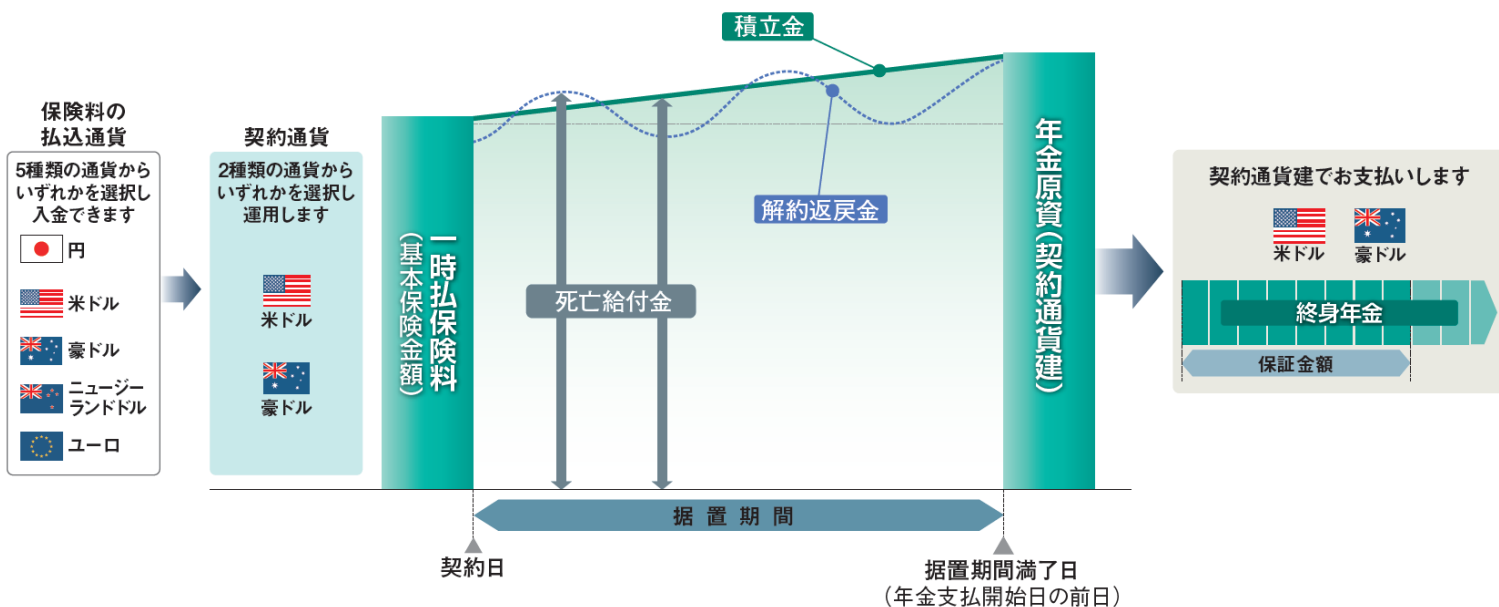 保険料の
払込通貨
5種類の通貨から
いずれかを選択し
入金できます
円
米ドル
豪ドル
ニュージー
ランドドル
ユーロ
契約通貨
2種類の通貨から
いずれかを選択し
運用します
米ドル
豪ドル
一時払保険料
（基本保険金額）
積立金
解約返戻金
死亡給付金
年金原資（契約通貨建）
据置期間
契約日
据置期間満了日
（年金支払開始日の前日）
契約通貨建でお支払いします
米ドル
豪ドル
終身年金
保証金額